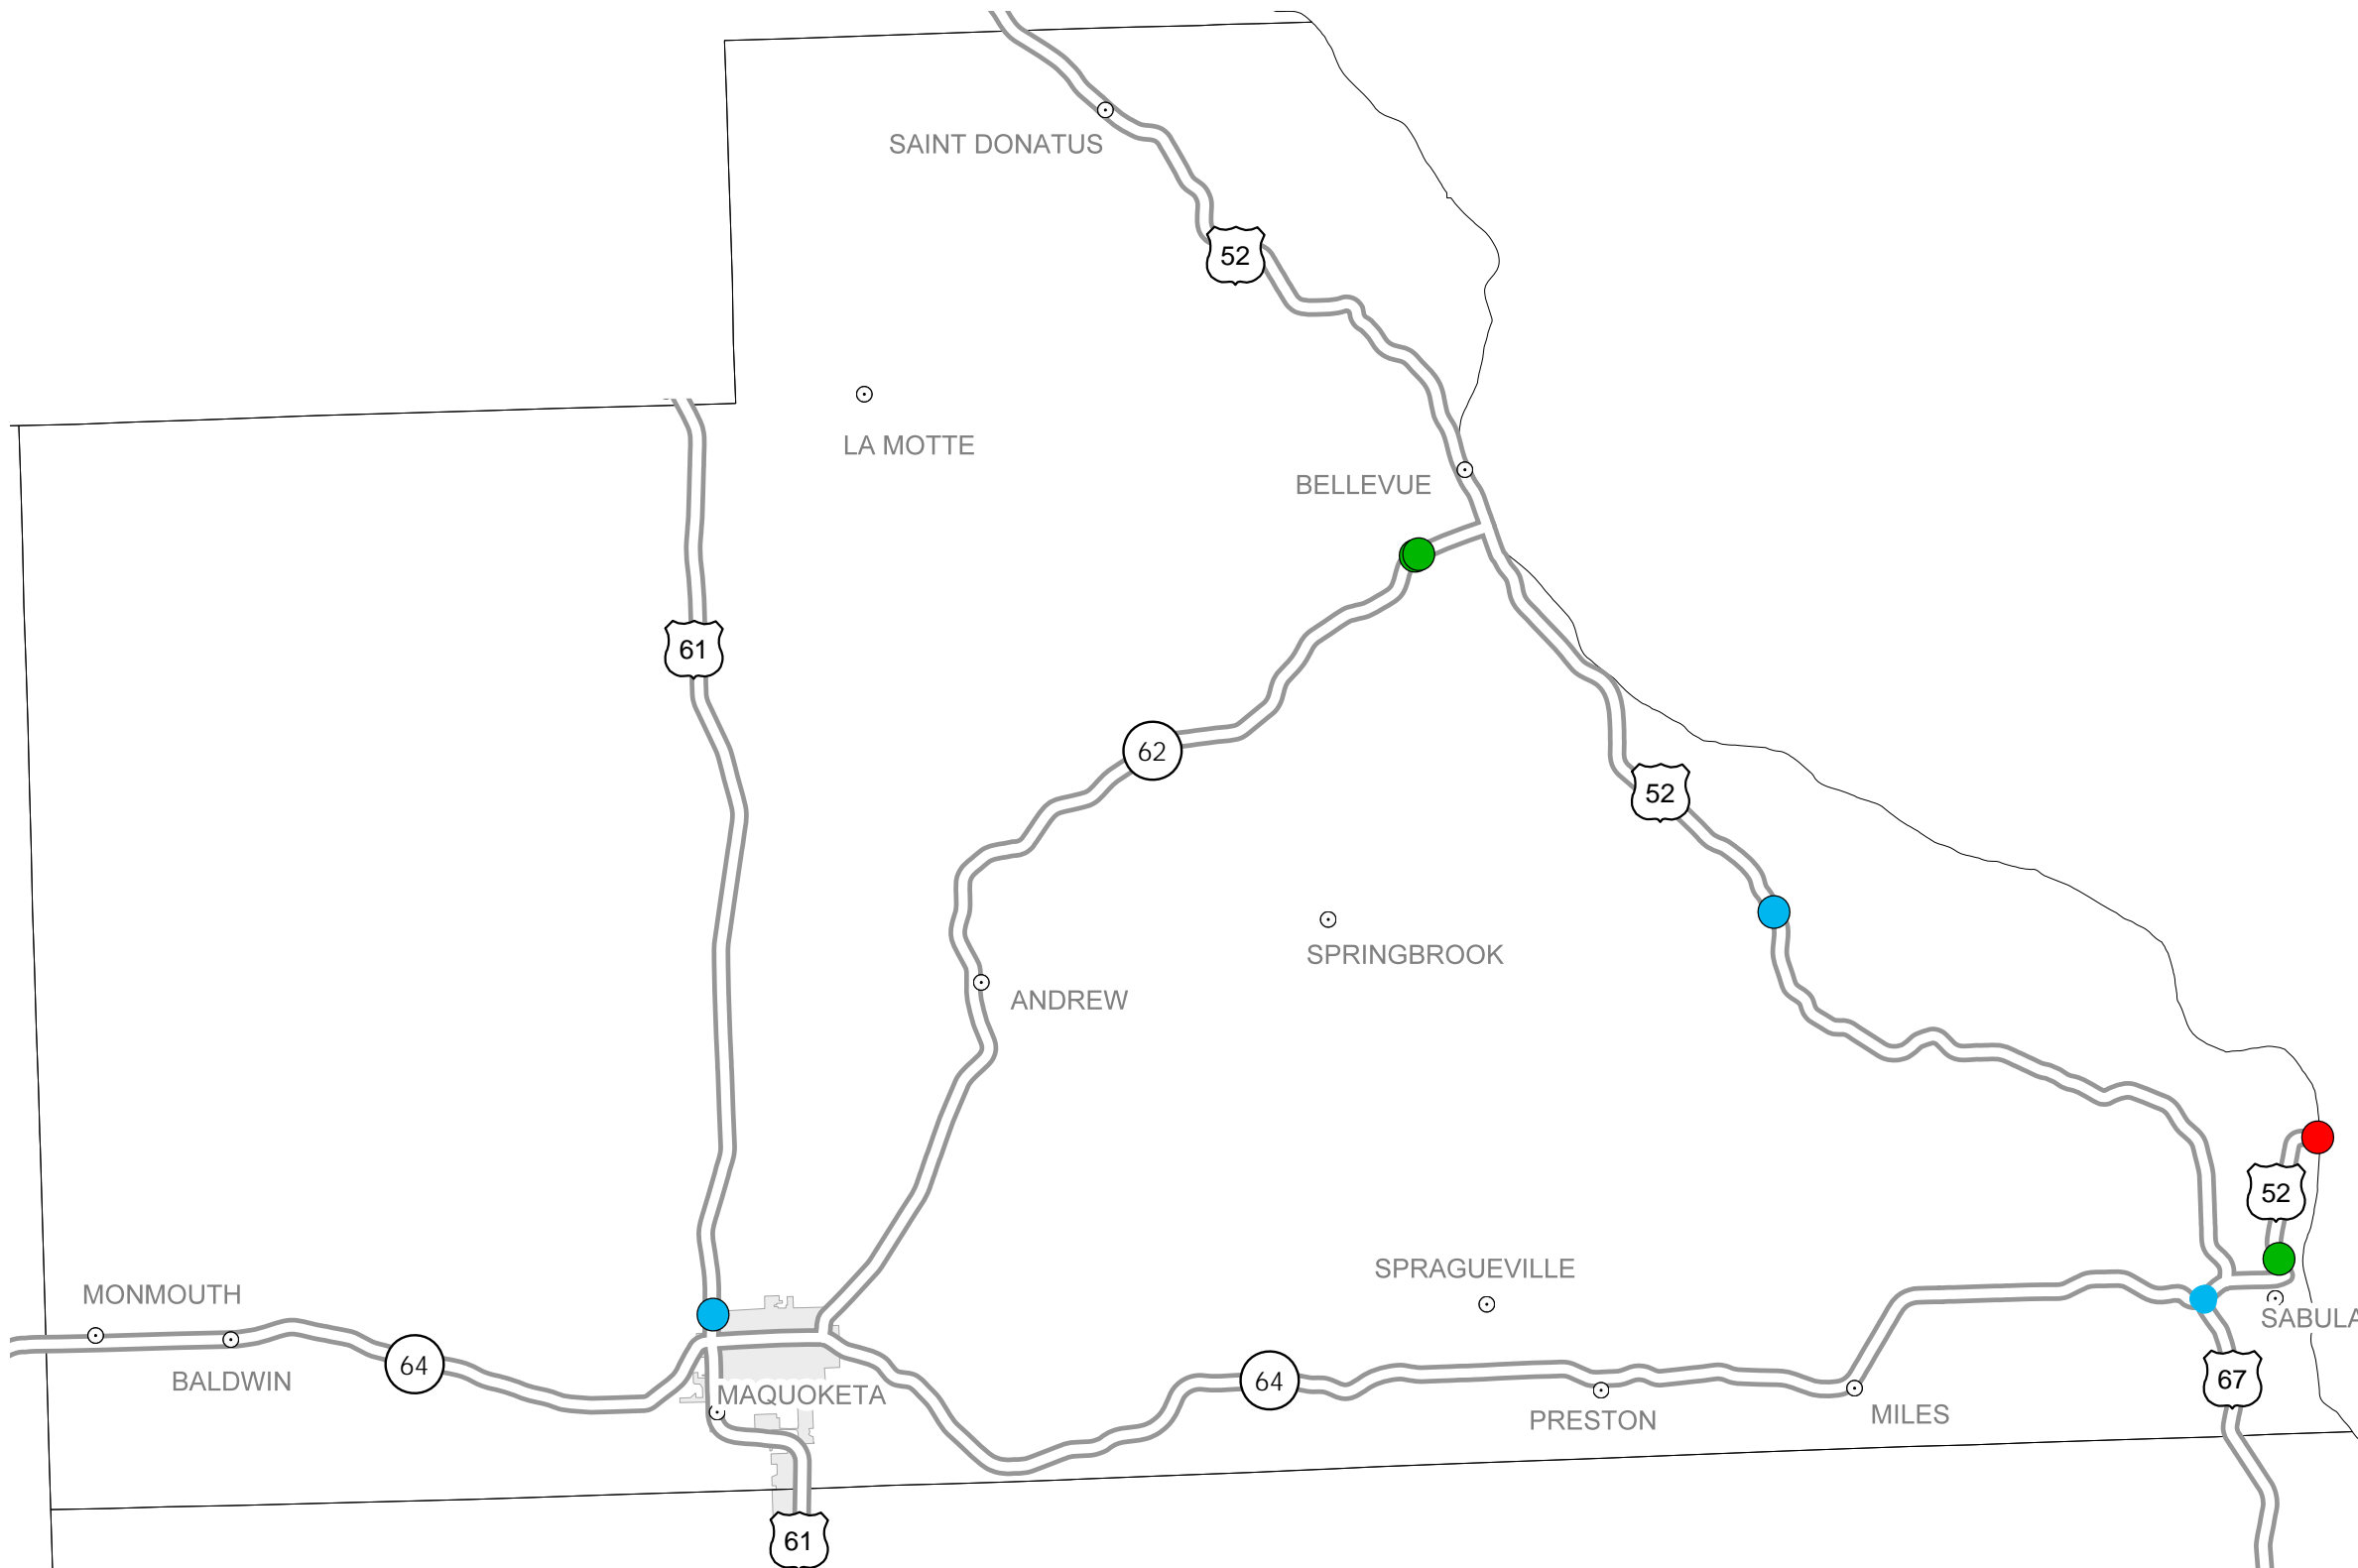 SAINT DONATUS
52
LA MOTTE
BELLEVUE
61
62
52
SPRINGBROOK
ANDREW
52
SPRAGUEVILLE
MONMOUTH
SABULA
64
BALDWIN
64
67
MAQUOKETA
MILES
PRESTON
61